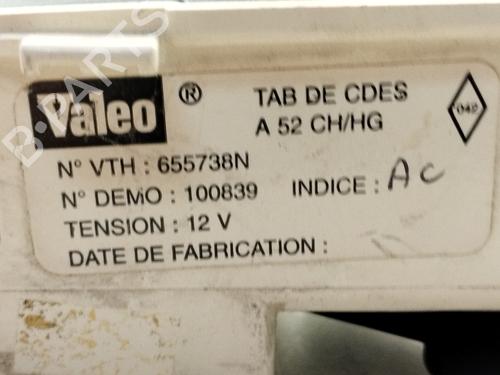 Valeo ® TAB DE CDES
A 52 CH/HG
042
N° VTH : 655738N
N° DEMO : 100839 INDICE : AC
TENSION : 12 V
DATE DE FABRICATION :
B-PARTS